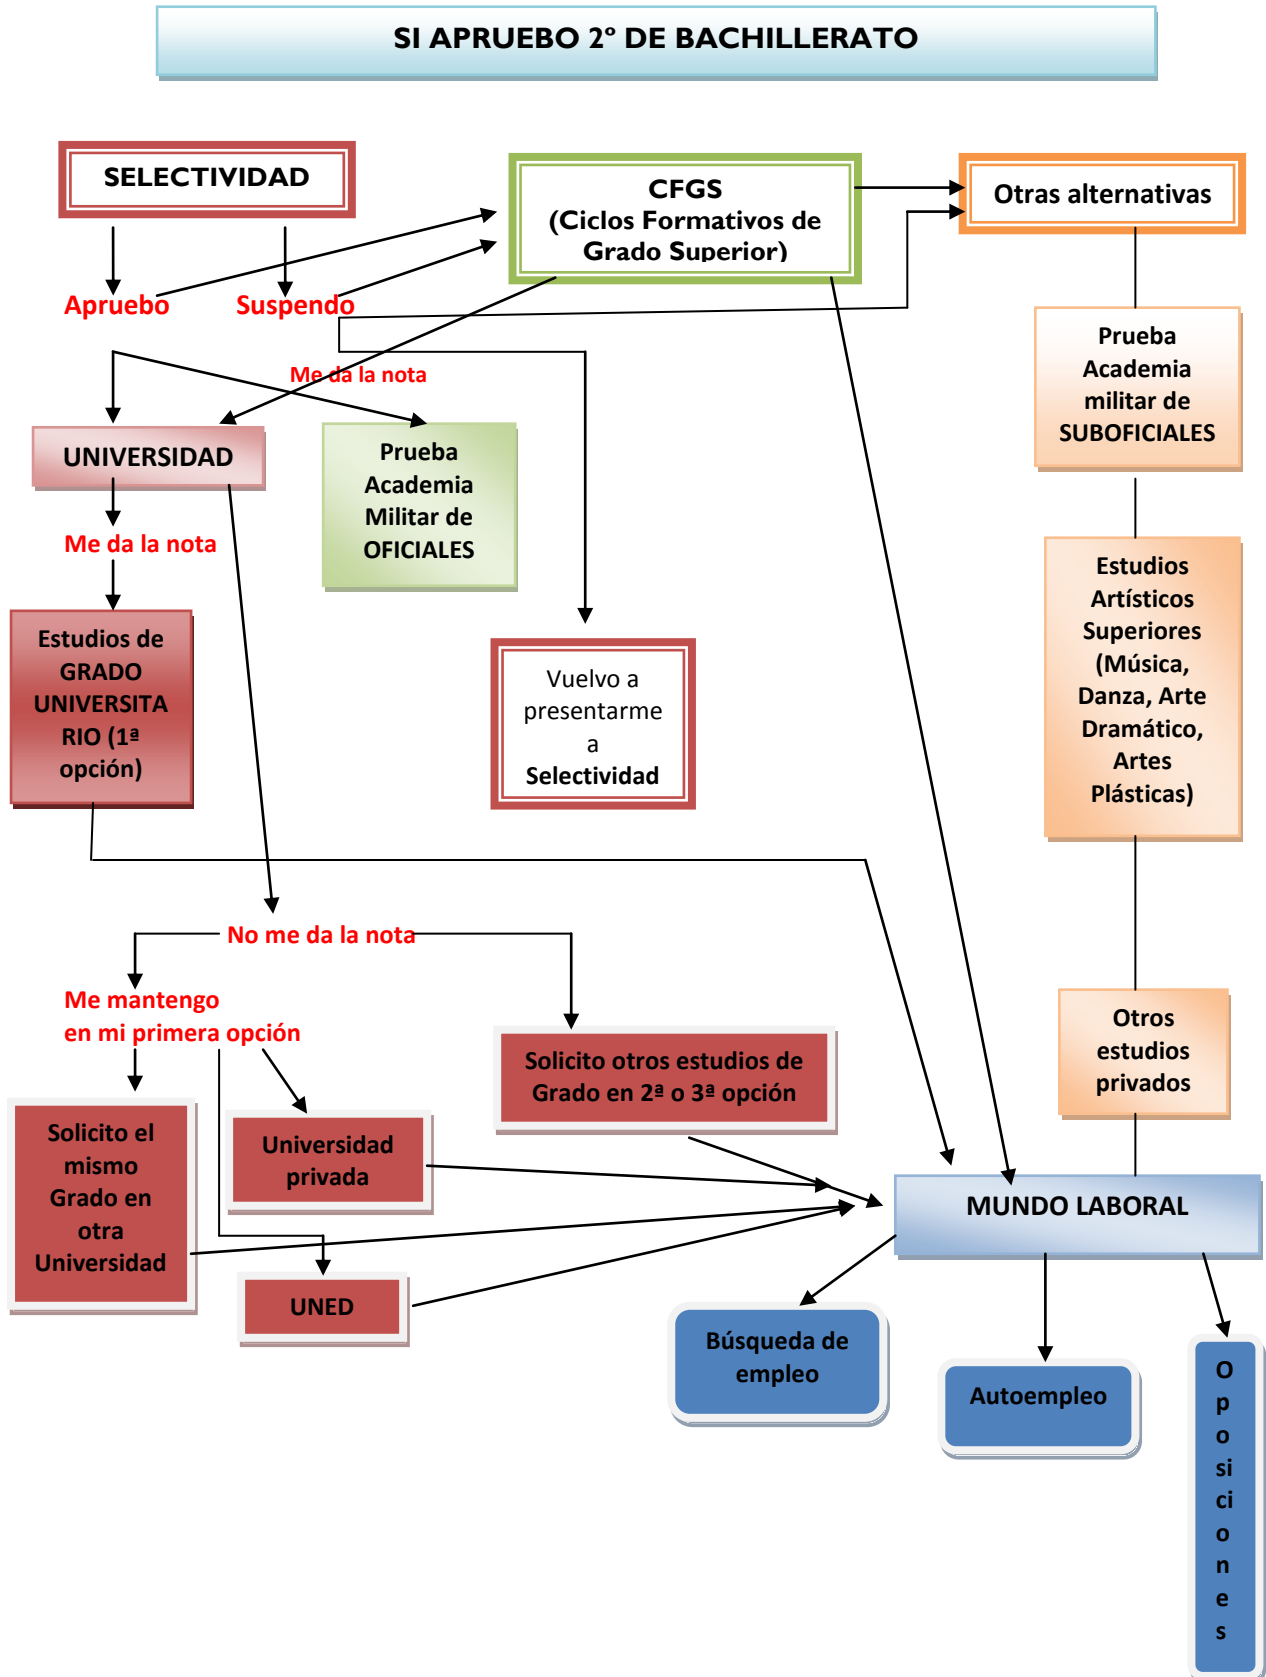 SI APRUEBO 2º DE BACHILLERATO
SELECTIVIDAD
CFGS
(Ciclos Formativos de
Grado Superior)
Otras alternativas
Apruebo
Suspendo
Me da la nota
Prueba
Academia
militar de
SUBOFICIALES
UNIVERSIDAD
Prueba
Academia
Militar de
OFICIALES
Me da la nota
Estudios de
GRADO
UNIVERSITA
RIO (1ª
opción)
Vuelvo a
presentarme
a
Selectividad
Estudios
Artísticos
Superiores
(Música,
Danza, Arte
Dramático,
Artes
Plásticas)
No me da la nota
Me mantengo
en mi primera opción
Solicito otros estudios de
Grado en 2ª o 3ª opción
Otros
estudios
privados
Solicito el
mismo
Grado en
otra
Universidad
Universidad
privada
UNED
MUNDO LABORAL
Búsqueda de
empleo
Autoempleo
O
p
o
si
ci
o
n
e
s